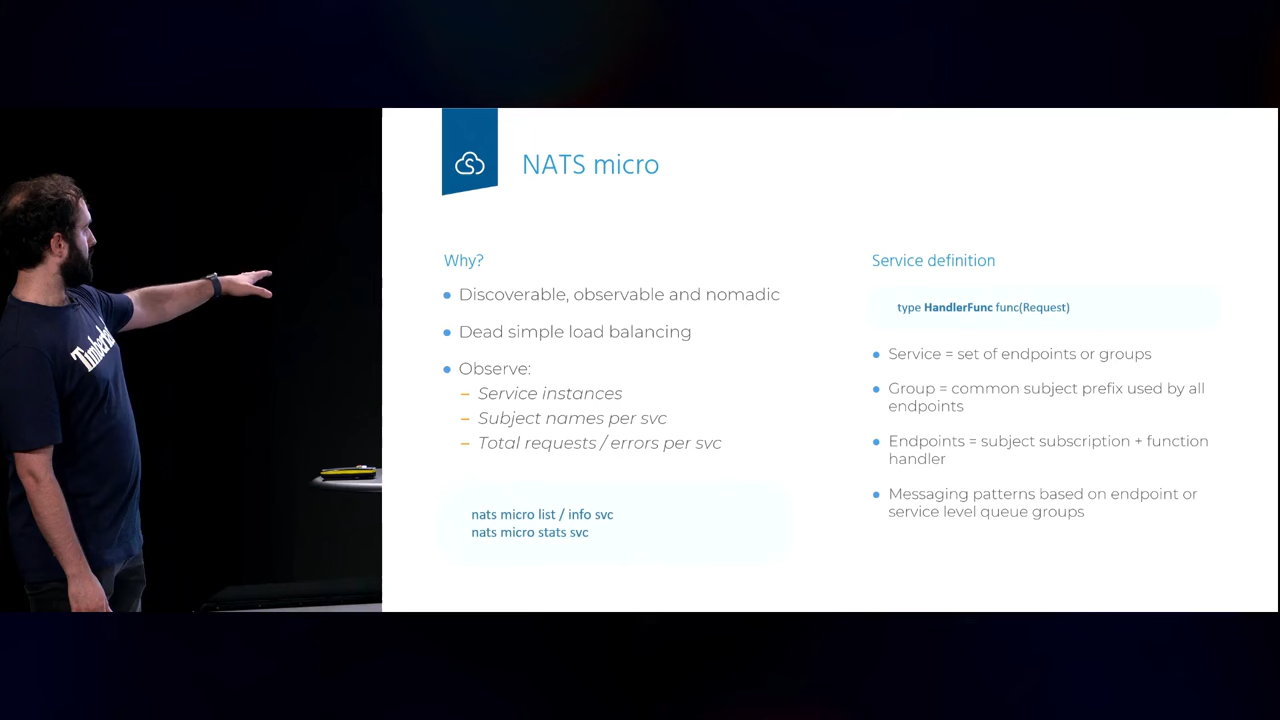 NATS micro
Why?
Discoverable, observable and nomadic
Dead simple load balancing
Observe:
– Service instances
– Subject names per svc
– Total requests / errors per svc
nats micro list / info svc
nats micro stats svc
Service definition
type HandlerFunc func(Request)
Service = set of endpoints or groups
Group = common subject prefix used by all
endpoints
Endpoints = subject subscription + function
handler
Messaging patterns based on endpoint or
service level queue groups